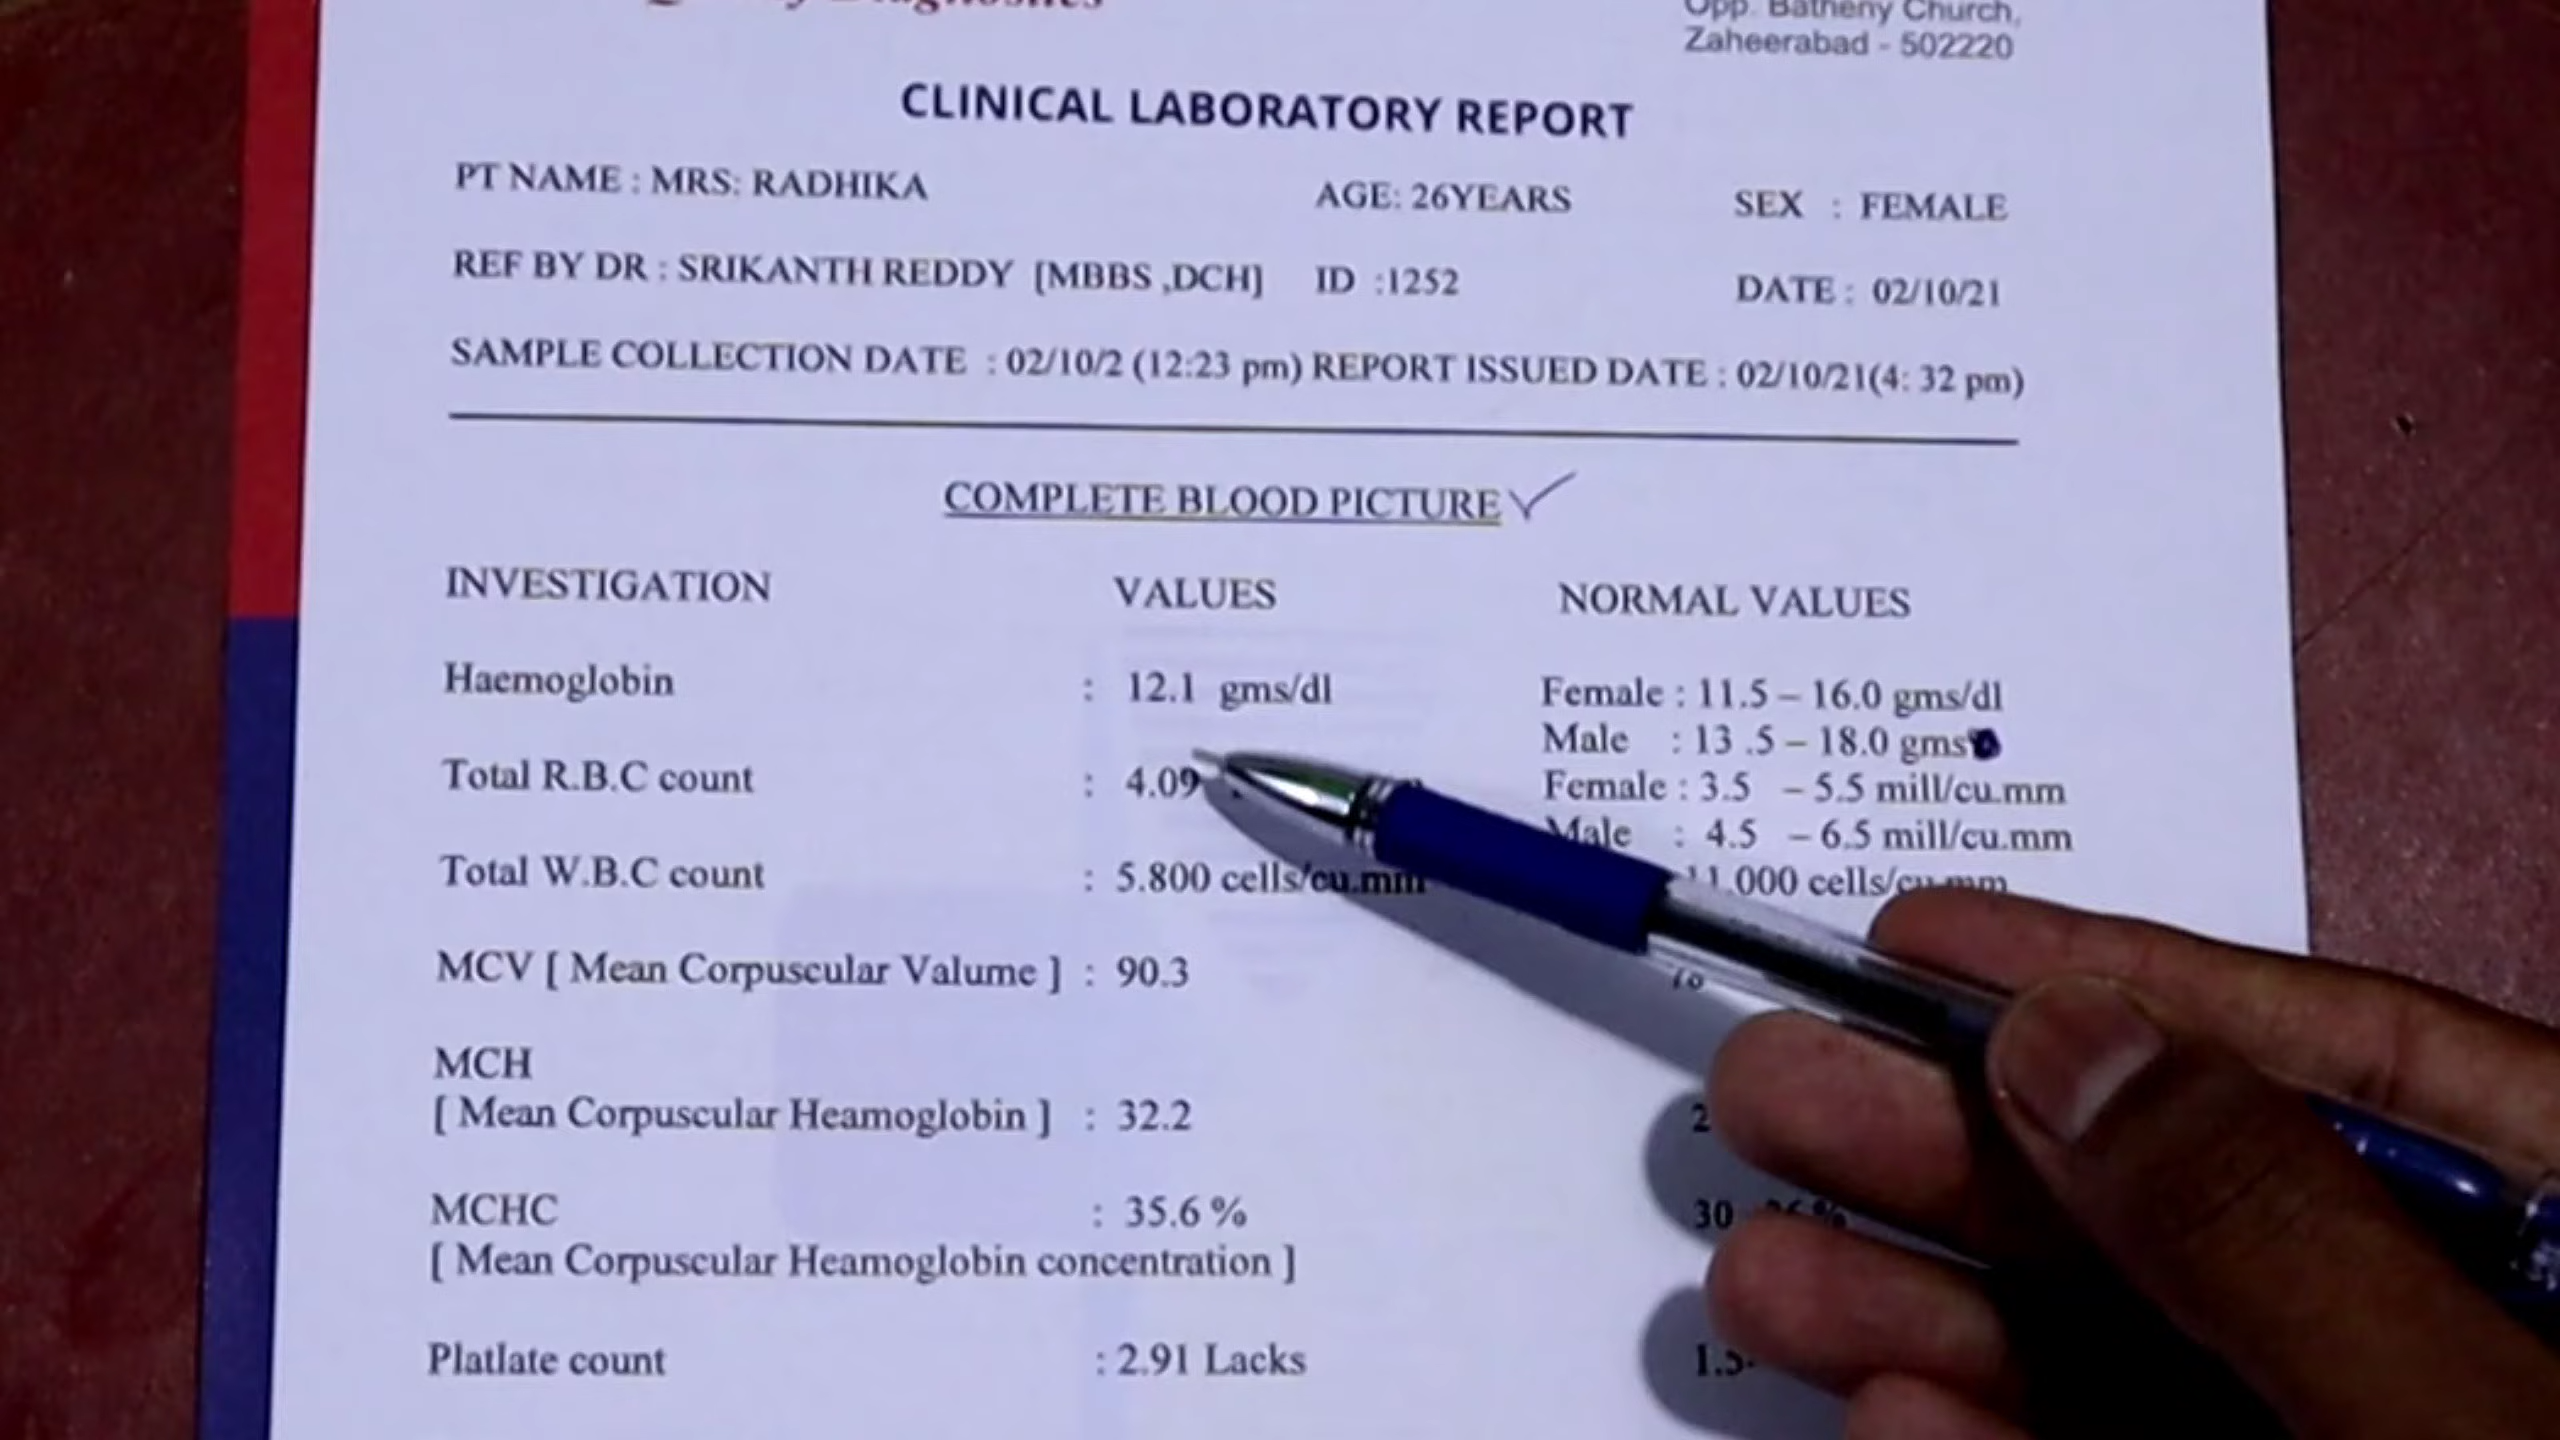 Quality Diagnostics
Opp. Batheny Church,
Zaheerabad - 502220
CLINICAL LABORATORY REPORT
PT NAME : MRS: RADHIKA AGE: 26YEARS SEX : FEMALE
REF BY DR : SRIKANTH REDDY [MBBS ,DCH] ID :1252 DATE : 02/10/21
SAMPLE COLLECTION DATE : 02/10/2 (12:23 pm) REPORT ISSUED DATE : 02/10/21(4: 32 pm)
COMPLETE BLOOD PICTURE
INVESTIGATION VALUES NORMAL VALUES
Haemoglobin : 12.1 gms/dl Female : 11.5 – 16.0 gms/dl
Male : 13 .5 – 18.0 gms
Total R.B.C count : 4.09 Female : 3.5 – 5.5 mill/cu.mm
Male : 4.5 – 6.5 mill/cu.mm
Total W.B.C count : 5.800 cells/cu.mm 11,000 cells/cu.mm
MCV [ Mean Corpuscular Valume ] : 90.3
MCH
[ Mean Corpuscular Heamoglobin ] : 32.2
MCHC : 35.6 % 30
[ Mean Corpuscular Heamoglobin concentration ]
Platlate count : 2.91 Lacks 1.5-